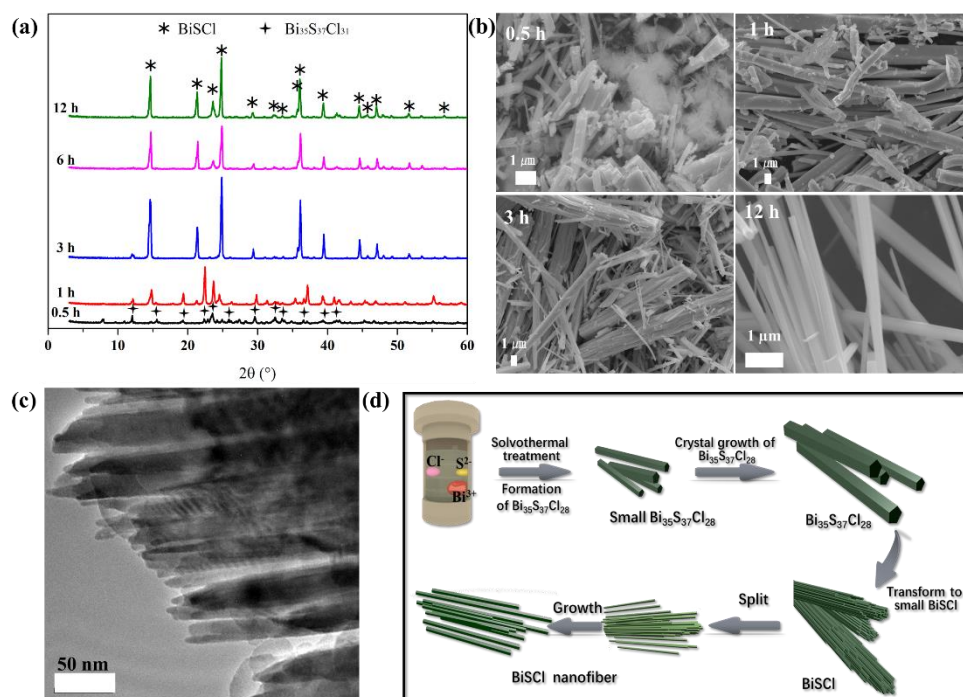 (a)
BiSCl
Bi₃₅S₃₇Cl₃₁
12 h
6 h
3 h
1 h
0.5 h
0 10 20 30 40 50 60
2θ (°)
(b)
0.5 h
1 μm
1 h
1 μm
3 h
1 μm
12 h
1 μm
(c)
50 nm
(d)
Cl⁻ S²⁻
Bi³⁺
Solvothermal
treatment
Formation
of Bi₃₅S₃₇Cl₂₈
Small Bi₃₅S₃₇Cl₂₈
Crystal growth of
Bi₃₅S₃₇Cl₂₈
Bi₃₅S₃₇Cl₂₈
Transform to
small BiSCl
BiSCl
Split
Growth
BiSCl nanofiber